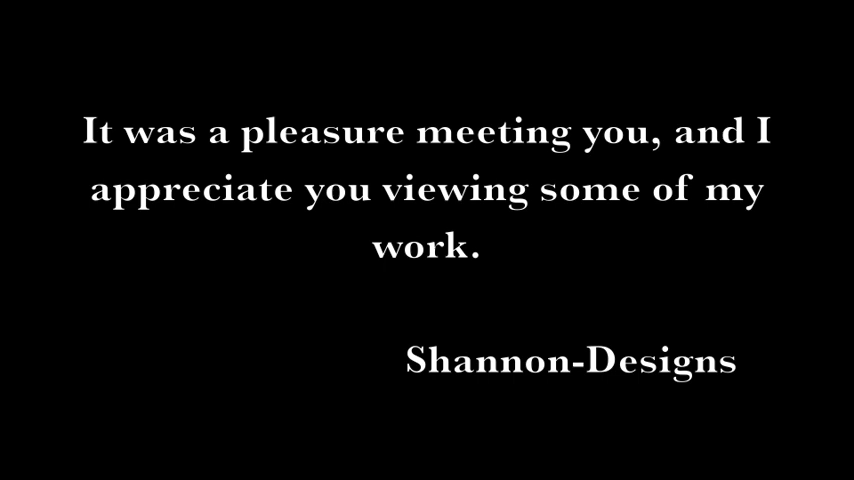 It was a pleasure meeting you, and I
appreciate you viewing some of my
work.
Shannon-Designs